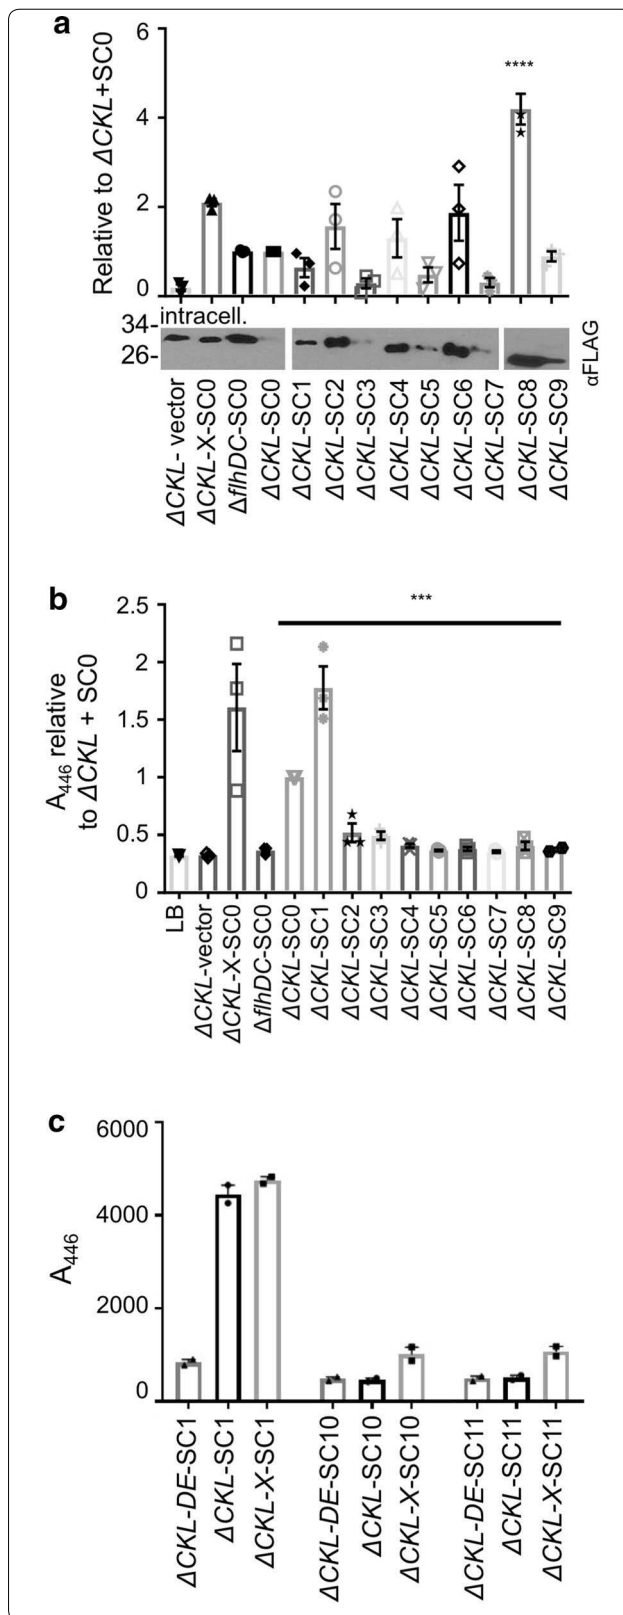 a
Relative to ΔCKL+SC0
6
4
2
0
****
intracell.
34-
26-
αFLAG
ΔCKL- vector
ΔCKL-X-SC0
ΔflhDC-SC0
ΔCKL-SC0
ΔCKL-SC1
ΔCKL-SC2
ΔCKL-SC3
ΔCKL-SC4
ΔCKL-SC5
ΔCKL-SC6
ΔCKL-SC7
ΔCKL-SC8
ΔCKL-SC9
b
A446 relative
to ΔCKL + SC0
2.5
2
1.5
1
0.5
0
***
LB
ΔCKL-vector
ΔCKL-X-SC0
ΔflhDC-SC0
ΔCKL-SC0
ΔCKL-SC1
ΔCKL-SC2
ΔCKL-SC3
ΔCKL-SC4
ΔCKL-SC5
ΔCKL-SC6
ΔCKL-SC7
ΔCKL-SC8
ΔCKL-SC9
c
A446
6000
4000
2000
0
ΔCKL-DE-SC1
ΔCKL-SC1
ΔCKL-X-SC1
ΔCKL-DE-SC10
ΔCKL-SC10
ΔCKL-X-SC10
ΔCKL-DE-SC11
ΔCKL-SC11
ΔCKL-X-SC11